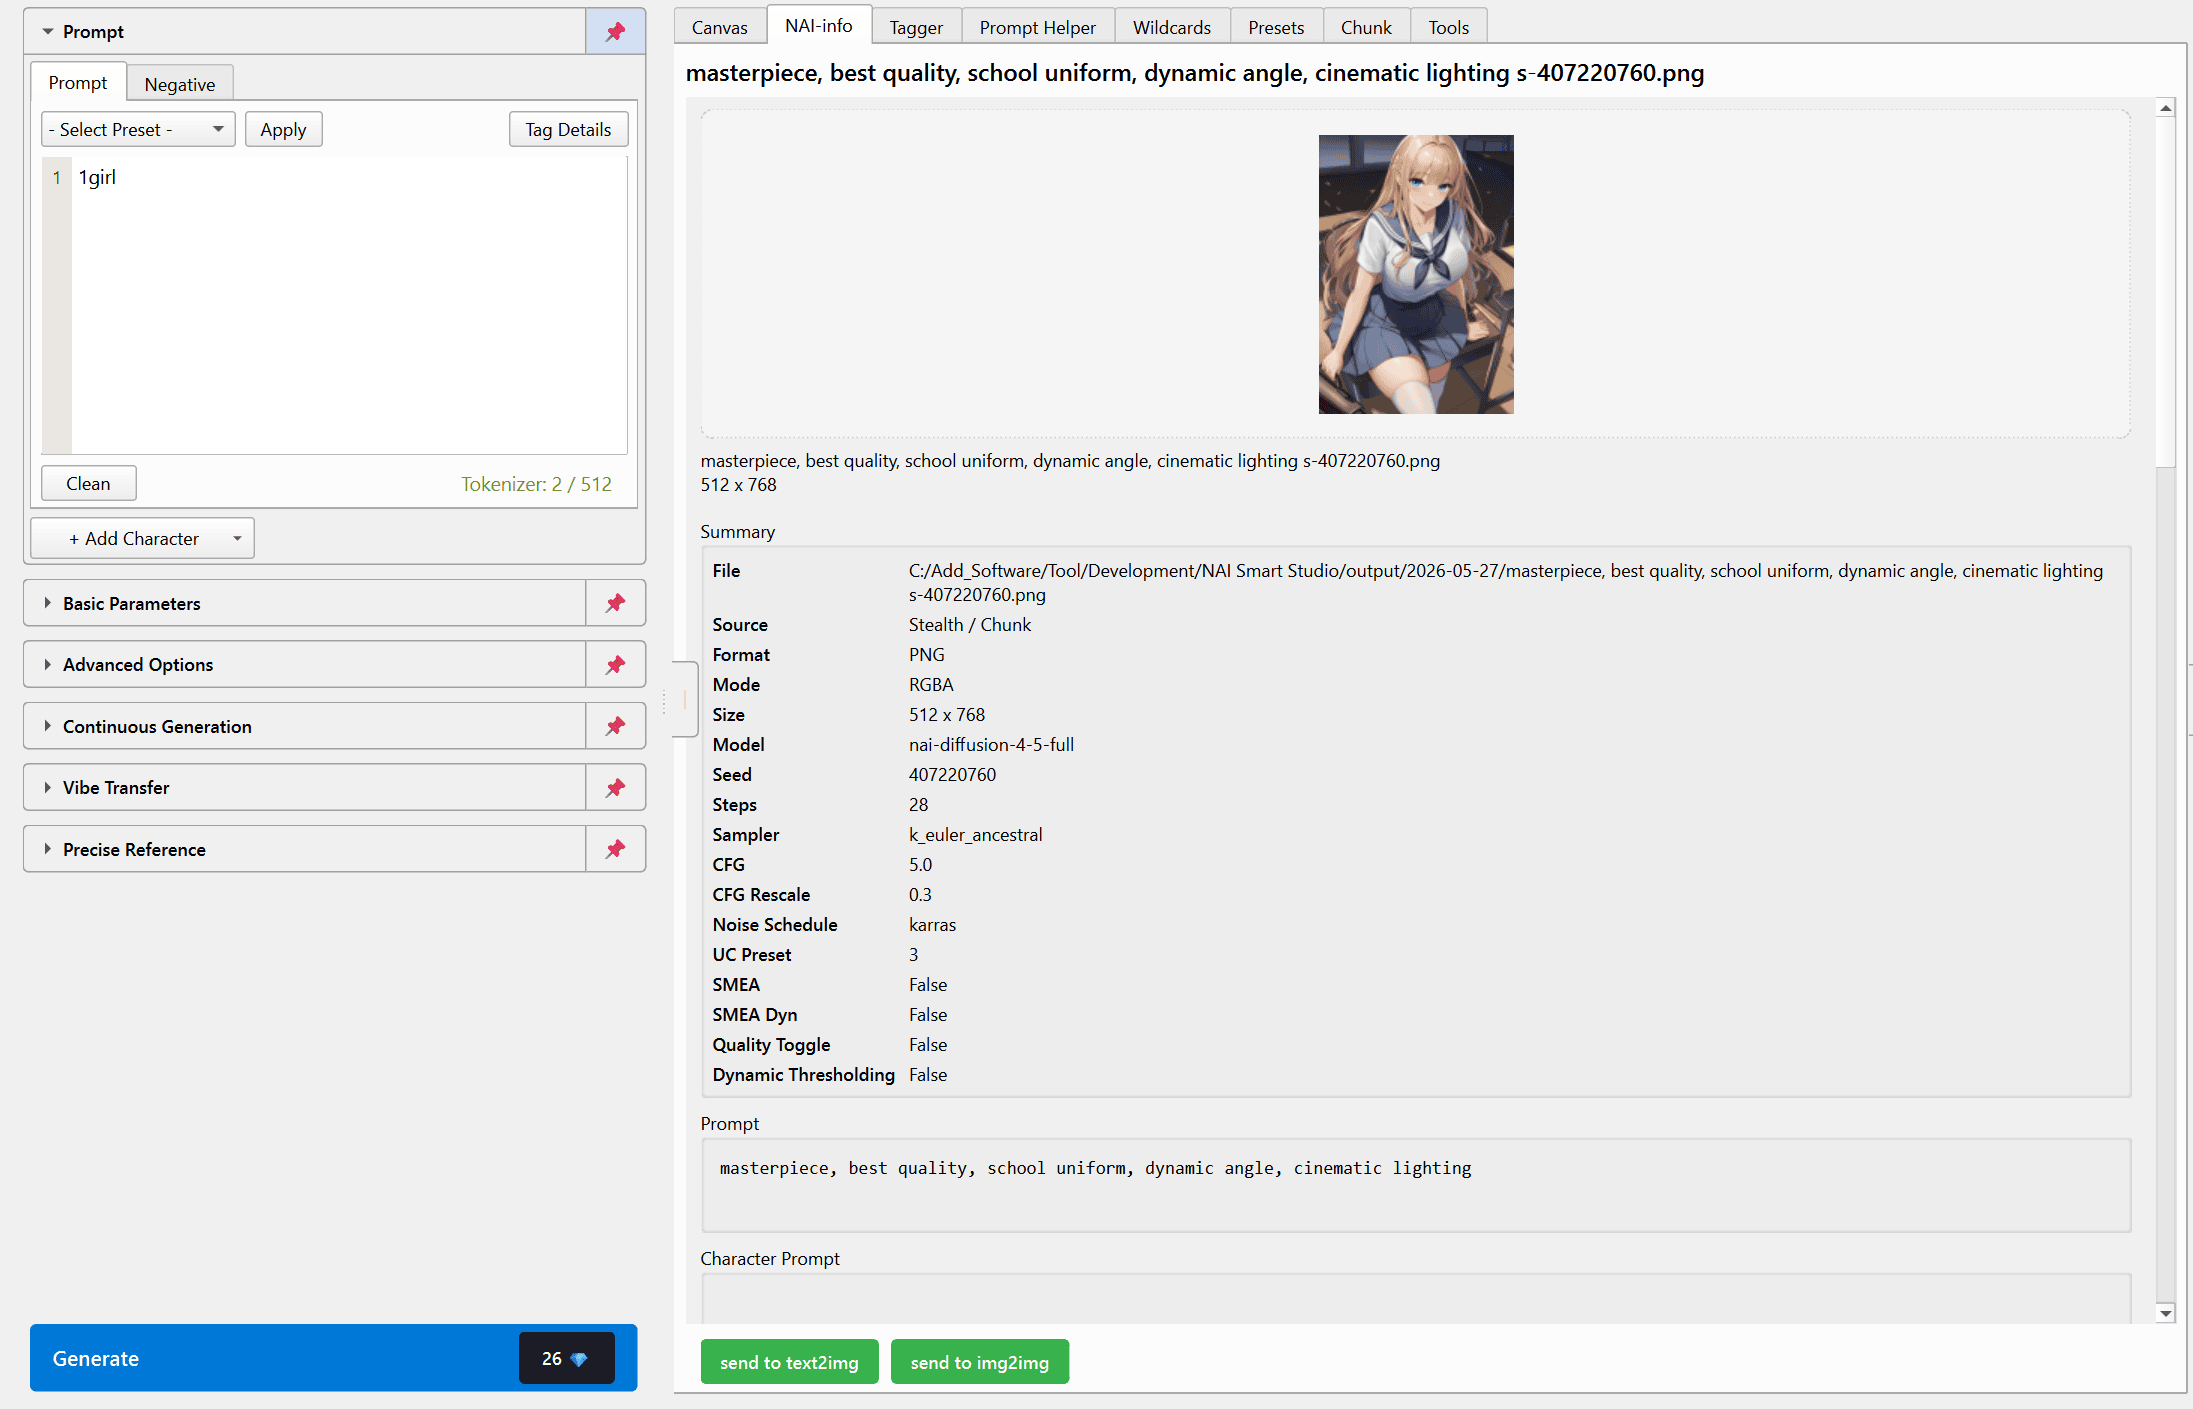 Prompt
Prompt
Negative
- Select Preset -
Apply
Tag Details
1
1girl
Clean
Tokenizer: 2 / 512
+ Add Character
Basic Parameters
Advanced Options
Continuous Generation
Vibe Transfer
Precise Reference
Generate
26
Canvas
NAI-info
Tagger
Prompt Helper
Wildcards
Presets
Chunk
Tools
masterpiece, best quality, school uniform, dynamic angle, cinematic lighting s-407220760.png
masterpiece, best quality, school uniform, dynamic angle, cinematic lighting s-407220760.png
512 x 768
Summary
File C:/Add_Software/Tool/Development/NAI Smart Studio/output/2026-05-27/masterpiece, best quality, school uniform, dynamic angle, cinematic lighting
s-407220760.png
Source Stealth / Chunk
Format PNG
Mode RGBA
Size 512 x 768
Model nai-diffusion-4-5-full
Seed 407220760
Steps 28
Sampler k_euler_ancestral
CFG 5.0
CFG Rescale 0.3
Noise Schedule karras
UC Preset 3
SMEA False
SMEA Dyn False
Quality Toggle False
Dynamic Thresholding False
Prompt
masterpiece, best quality, school uniform, dynamic angle, cinematic lighting
Character Prompt
send to text2img
send to img2img